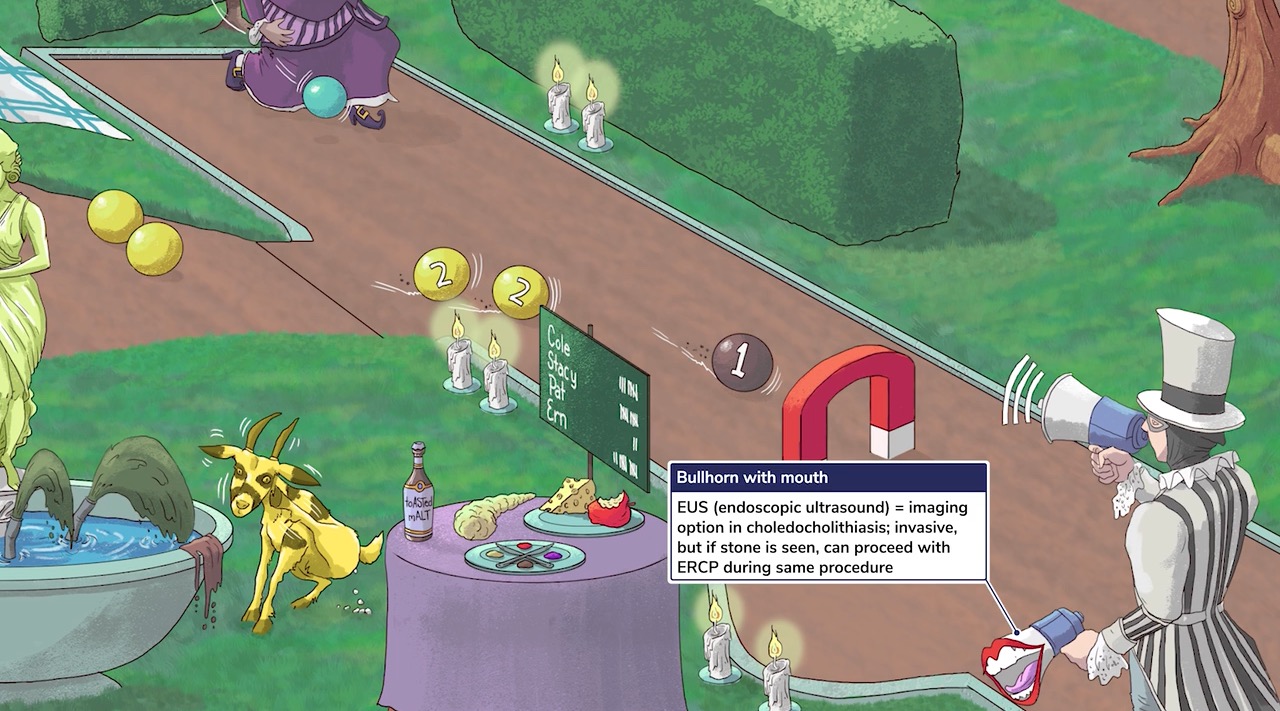 2
2
1
Cole
Stacy
Pat
Em
toASTed
mALT
Bullhorn with mouth
EUS (endoscopic ultrasound) = imaging
option in choledocholithiasis; invasive,
but if stone is seen, can proceed with
ERCP during same procedure